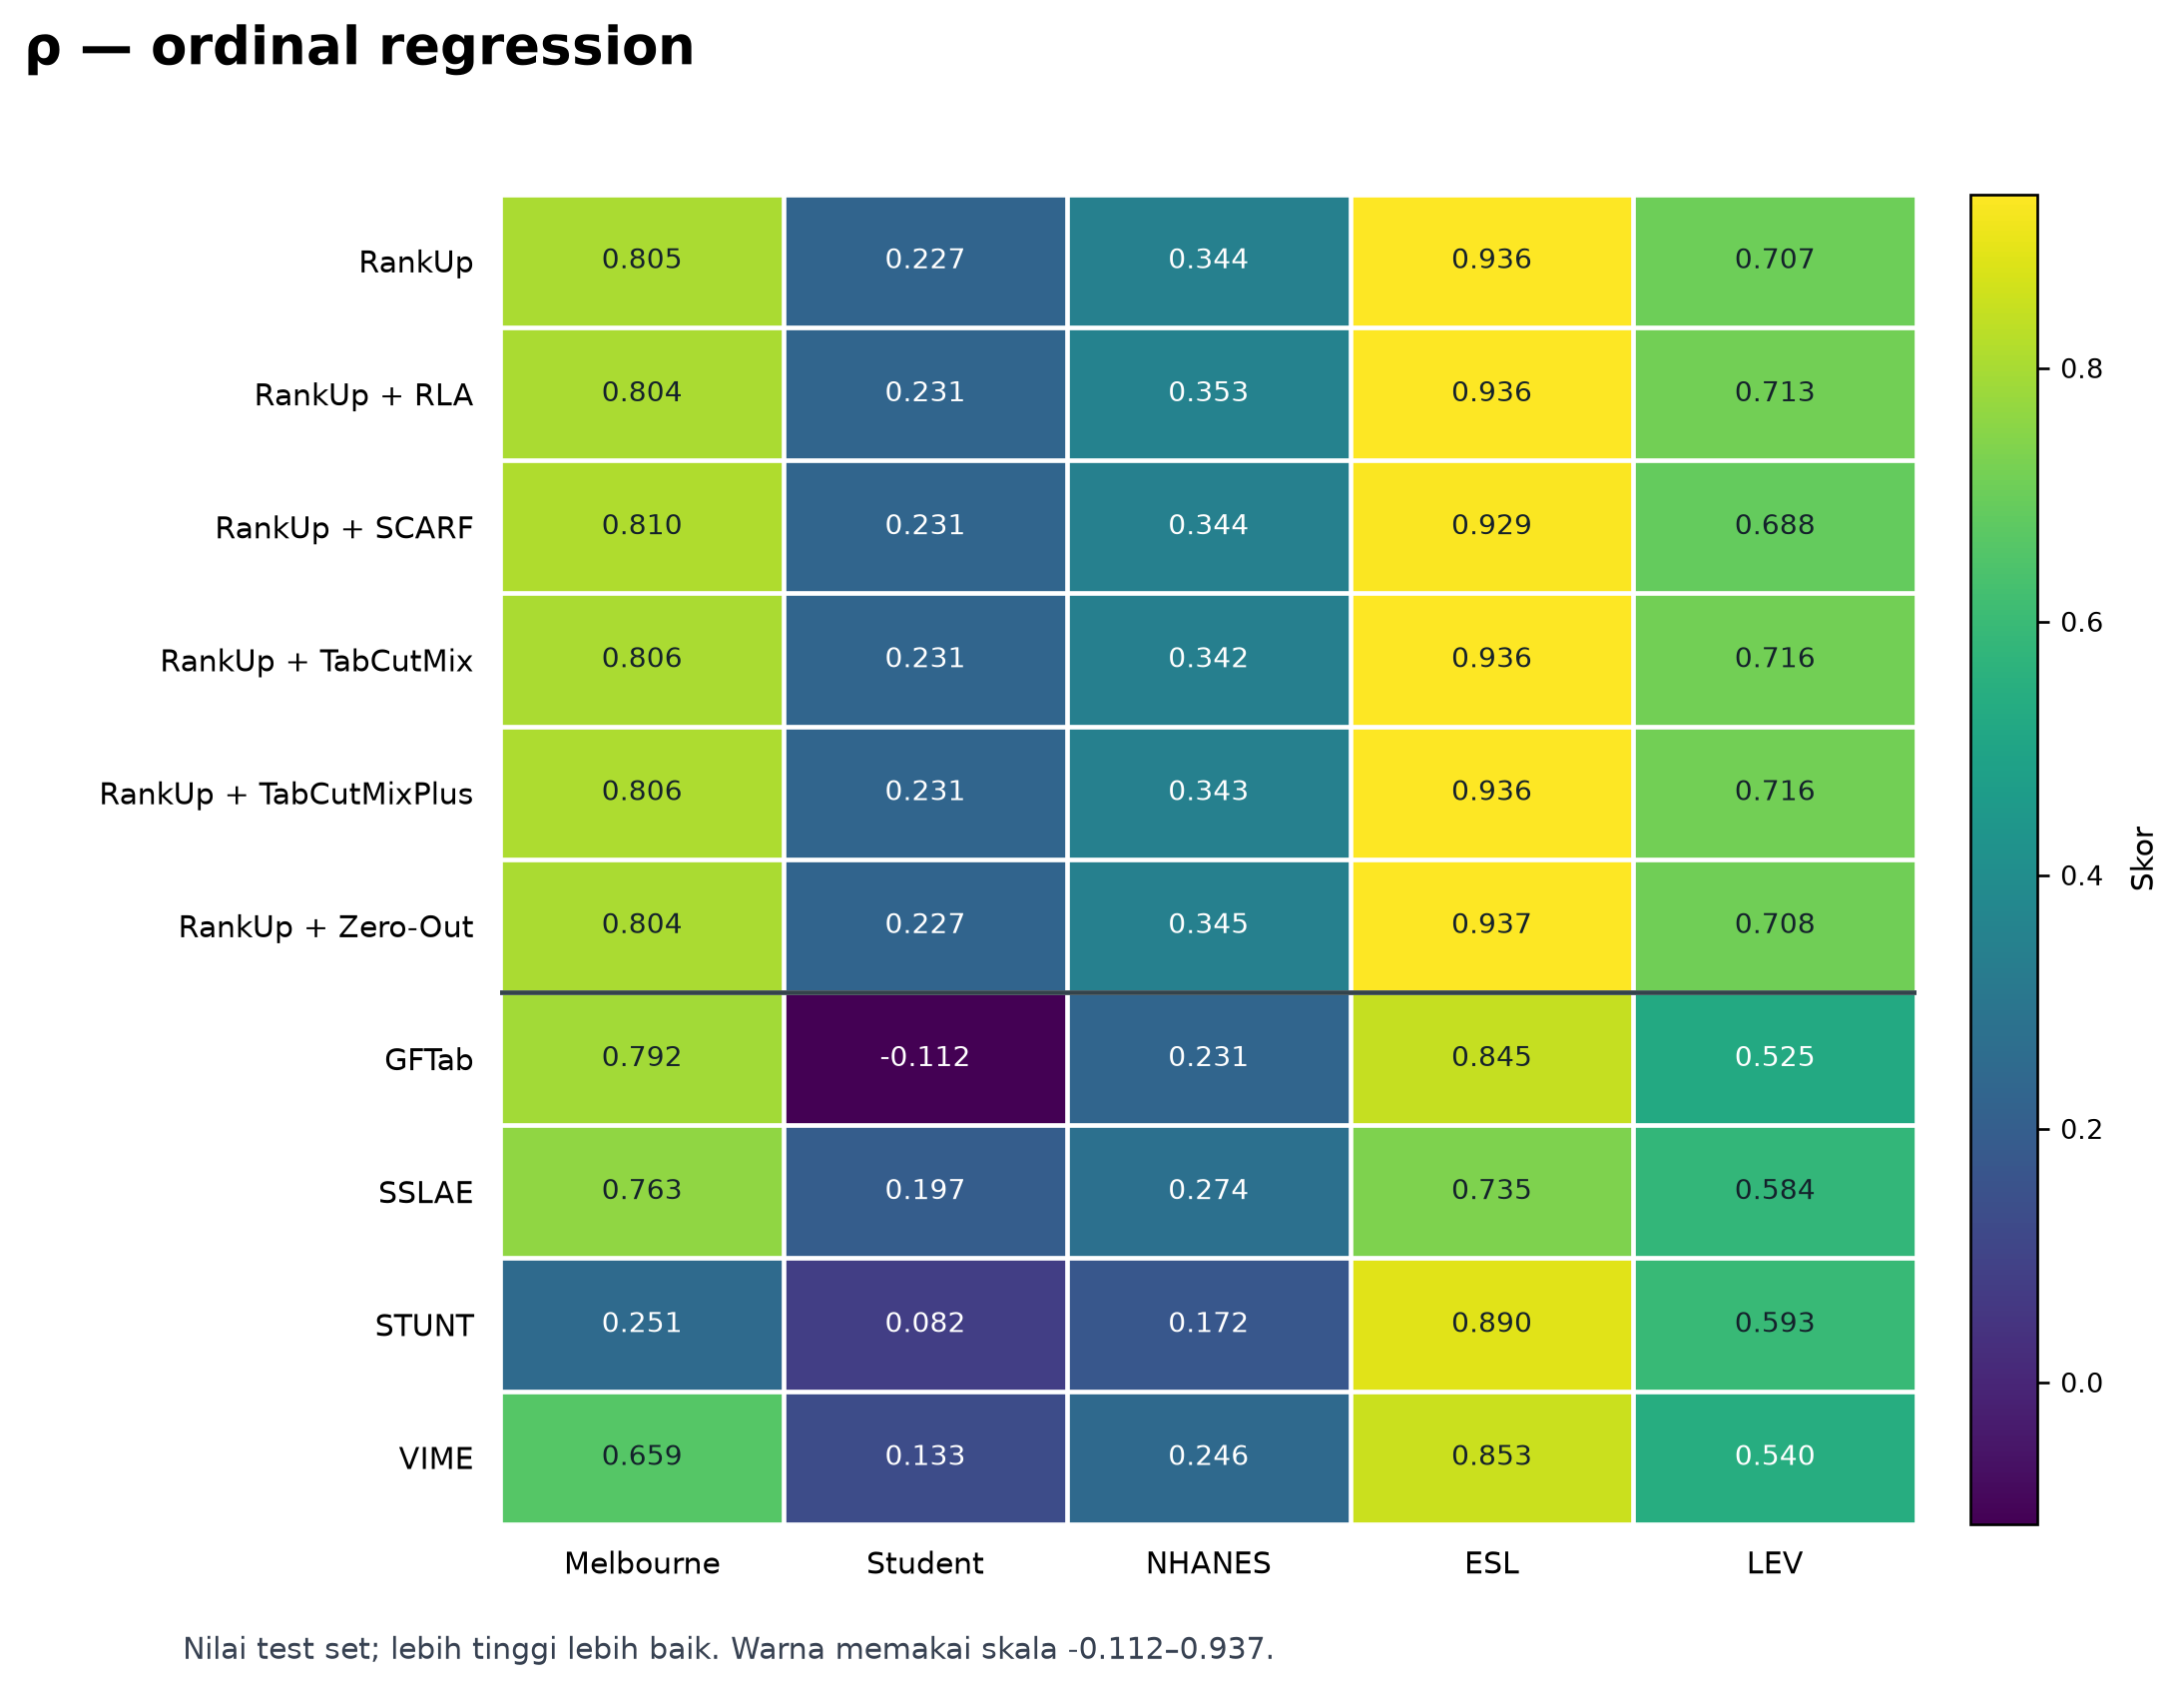 ρ — ordinal regression
RankUp 0.805 0.227 0.344 0.936 0.707
RankUp + RLA 0.804 0.231 0.353 0.936 0.713
RankUp + SCARF 0.810 0.231 0.344 0.929 0.688
RankUp + TabCutMix 0.806 0.231 0.342 0.936 0.716
RankUp + TabCutMixPlus 0.806 0.231 0.343 0.936 0.716
RankUp + Zero-Out 0.804 0.227 0.345 0.937 0.708
GFTab 0.792 -0.112 0.231 0.845 0.525
SSLAE 0.763 0.197 0.274 0.735 0.584
STUNT 0.251 0.082 0.172 0.890 0.593
VIME 0.659 0.133 0.246 0.853 0.540
Melbourne Student NHANES ESL LEV
0.8
0.6
0.4
0.2
0.0
Skor
Nilai test set; lebih tinggi lebih baik. Warna memakai skala -0.112–0.937.